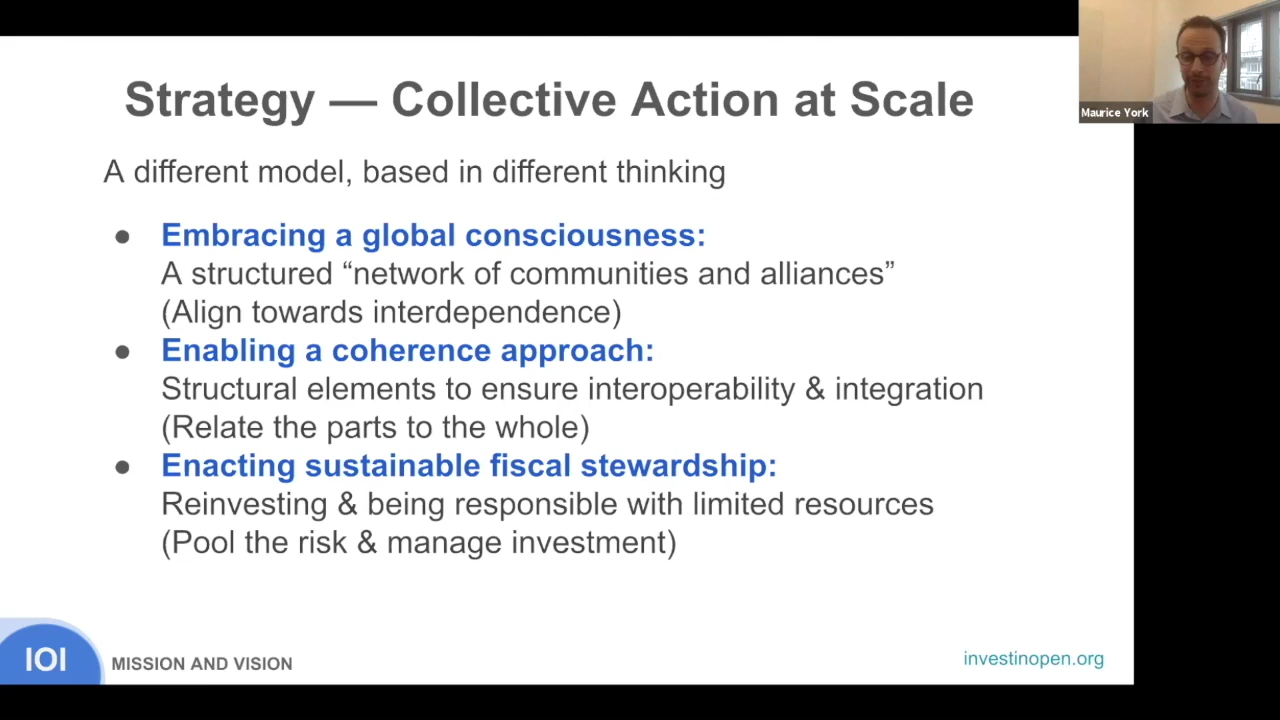 Strategy — Collective Action at Scale
Maurice York
A different model, based in different thinking
● Embracing a global consciousness:
A structured “network of communities and alliances”
(Align towards interdependence)
● Enabling a coherence approach:
Structural elements to ensure interoperability & integration
(Relate the parts to the whole)
● Enacting sustainable fiscal stewardship:
Reinvesting & being responsible with limited resources
(Pool the risk & manage investment)
IOI
MISSION AND VISION
investinopen.org